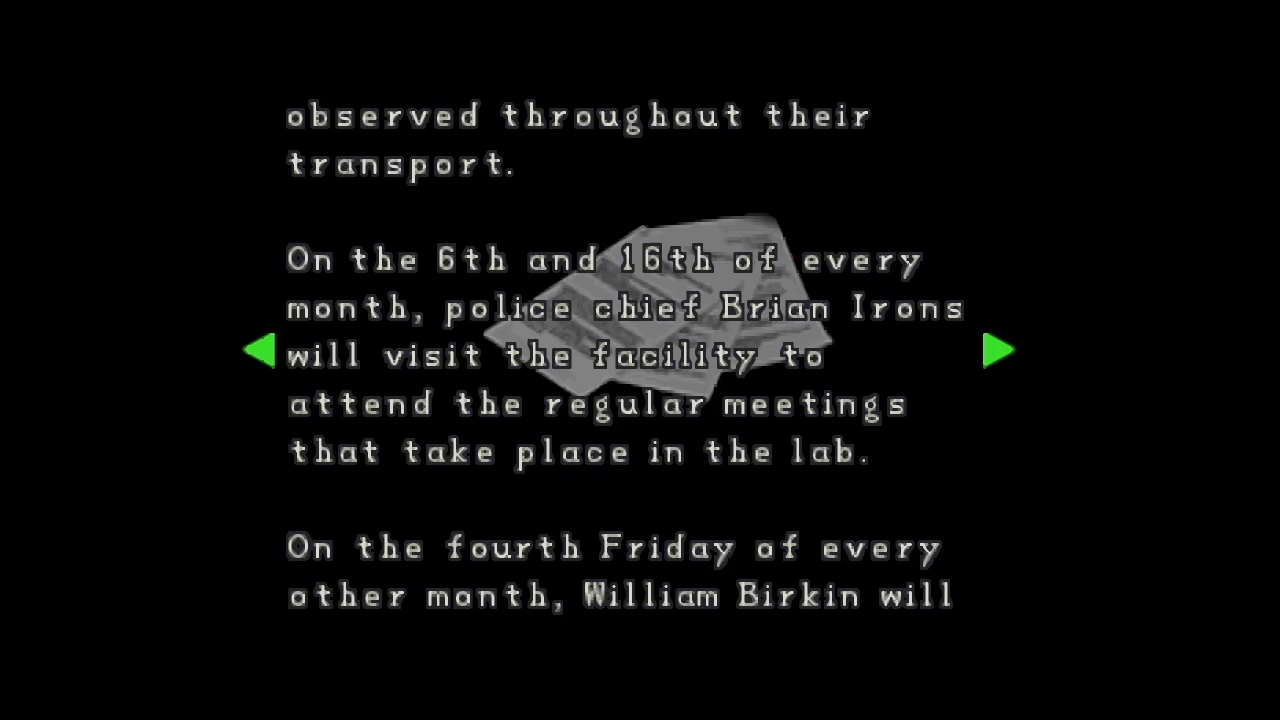 observed throughout their
transport.
On the 6th and 16th of every
month, police chief Brian Irons
will visit the facility to
attend the regular meetings
that take place in the lab.
On the fourth Friday of every
other month, William Birkin will